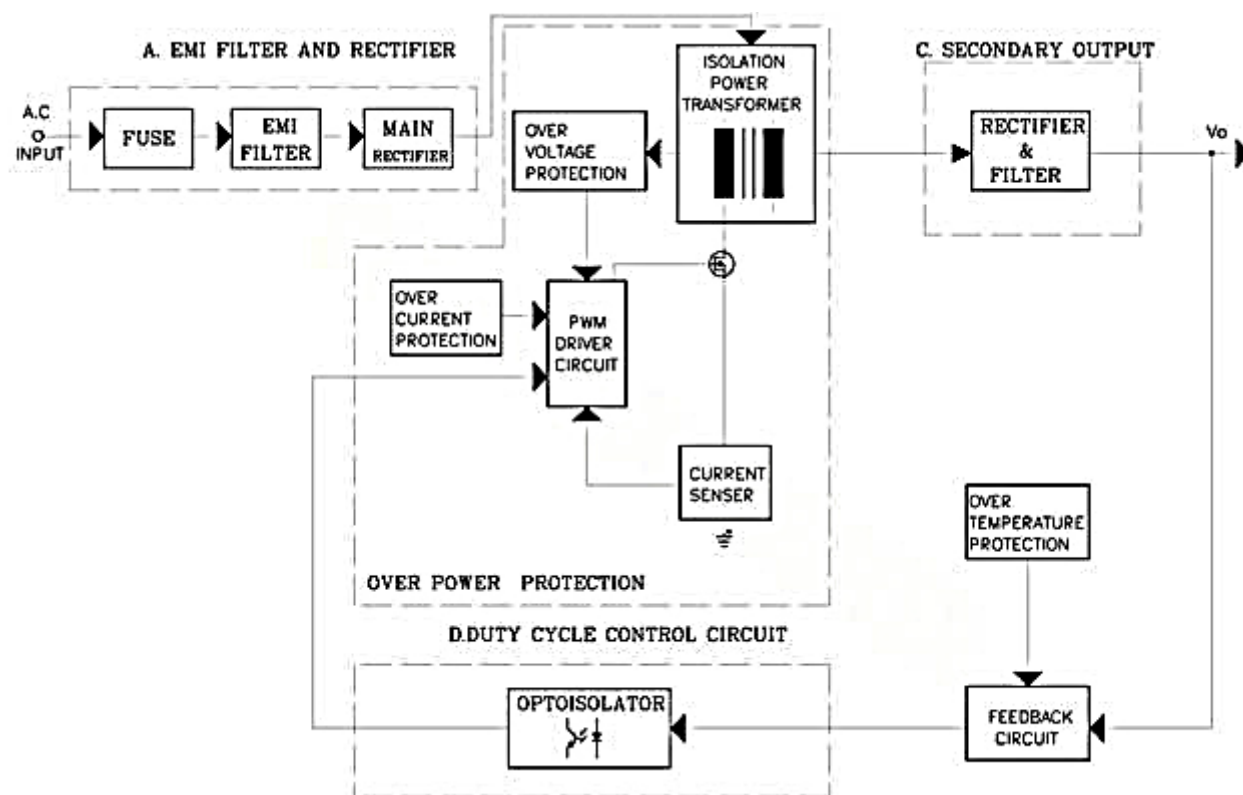 A. EMI FILTER AND RECTIFIER
A.C
INPUT
FUSE
EMI
FILTER
MAIN
RECTIFIER
ISOLATION
POWER
TRANSFORMER
OVER
VOLTAGE
PROTECTION
C. SECONDARY OUTPUT
RECTIFIER
&
FILTER
Vo
OVER
CURRENT
PROTECTION
PWM
DRIVER
CIRCUIT
CURRENT
SENSER
OVER POWER PROTECTION
OVER
TEMPERATURE
PROTECTION
D.DUTY CYCLE CONTROL CIRCUIT
OPTOISOLATOR
FEEDBACK
CIRCUIT